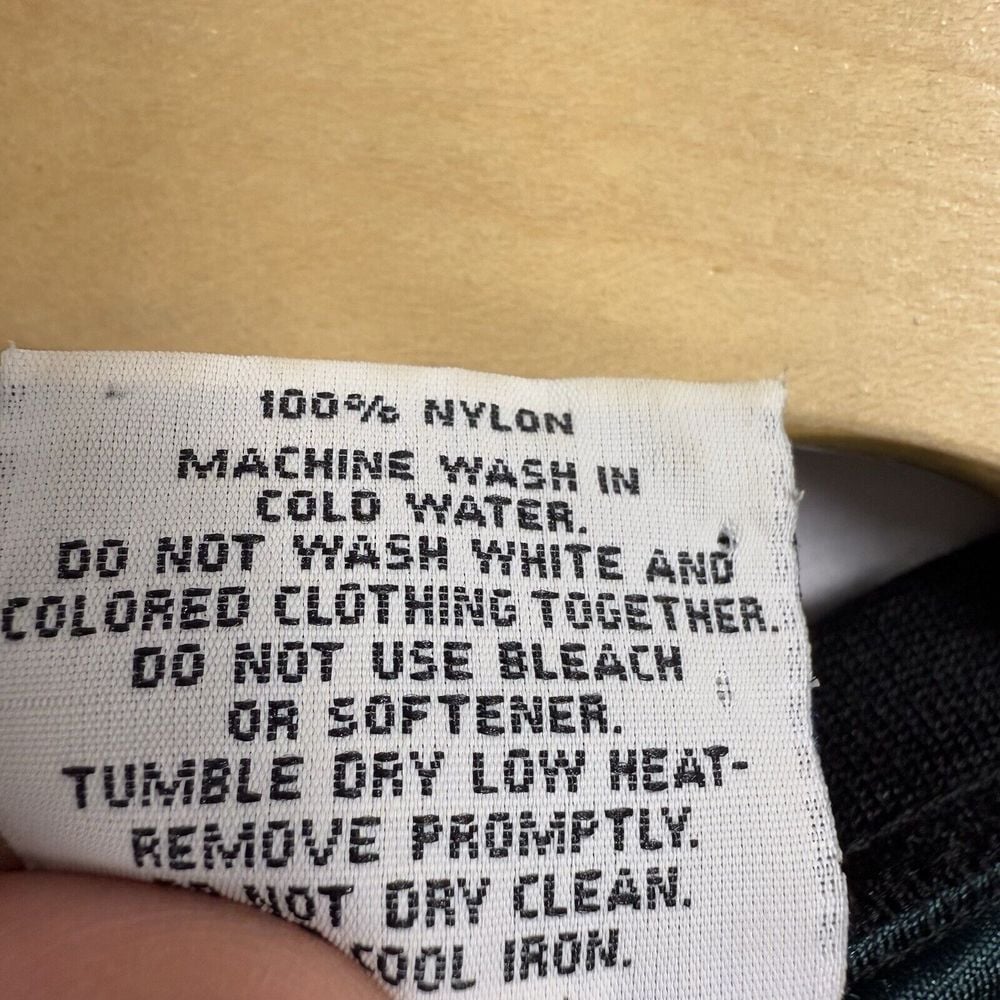 100% NYLON
MACHINE WASH IN
COLD WATER.
DO NOT WASH WHITE AND
COLORED CLOTHING TOGETHER.
DO NOT USE BLEACH
OR SOFTENER.
TUMBLE DRY LOW HEAT-
REMOVE PROMPTLY.
NOT DRY CLEAN.
COOL IRON.